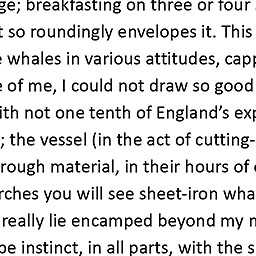 ge; breakfasting on three or four
t so roundingly envelopes it. This
whales in various attitudes, capp
of me, I could not draw so good
ith not one tenth of England’s exp
; the vessel (in the act of cutting-
rough material, in their hours of
rches you will see sheet-iron wha
really lie encamped beyond my
be instinct, in all parts, with the s